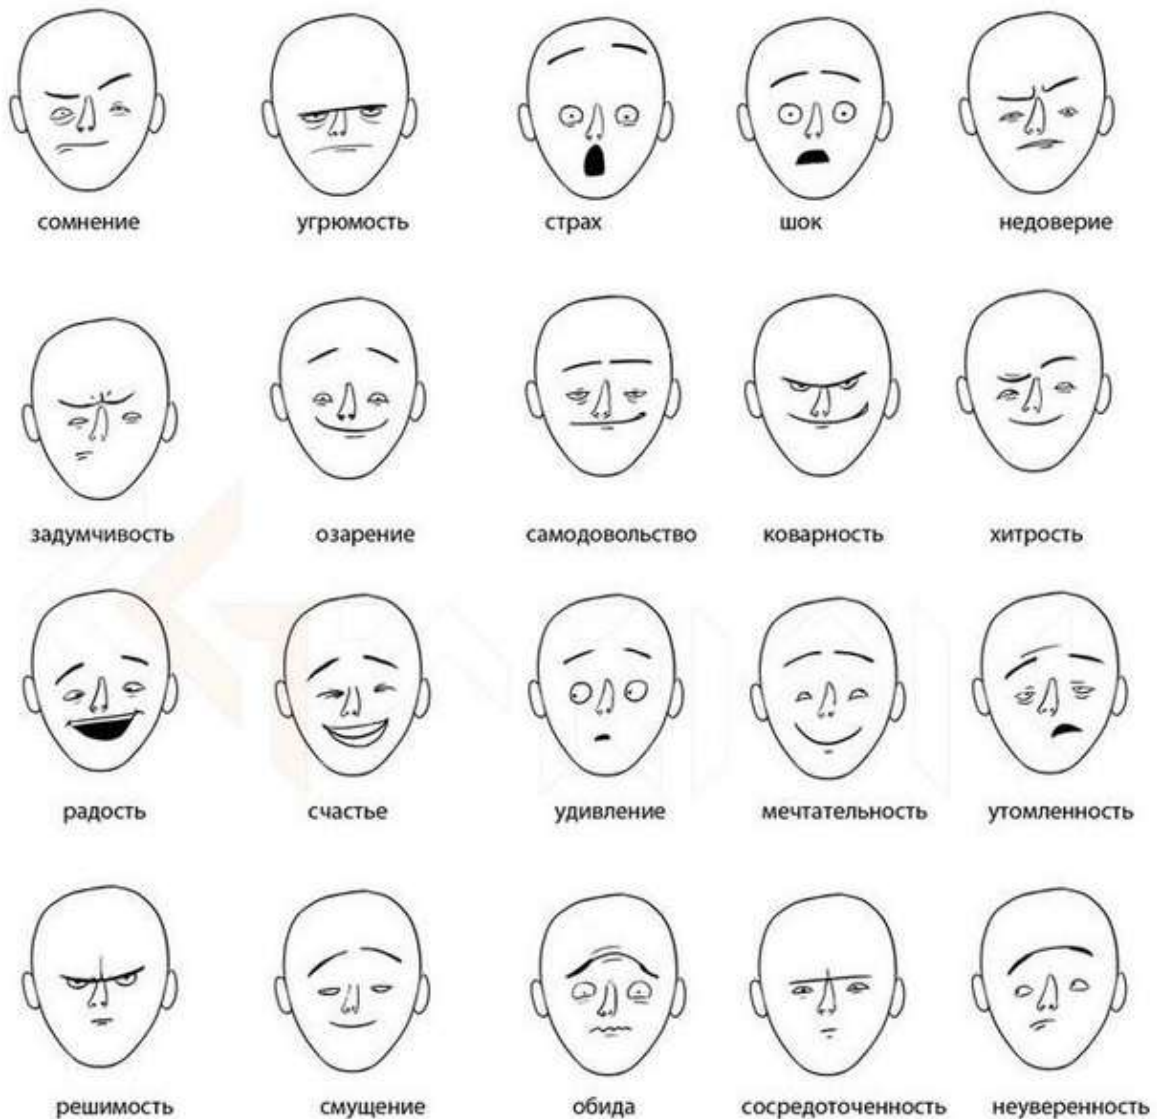 сомнение угрюмость страх шок недоверие
задумчивость озарение самодовольство коварность хитрость
радость счастье удивление мечтательность утомленность
решимость смущение обида сосредоточенность неуверенность